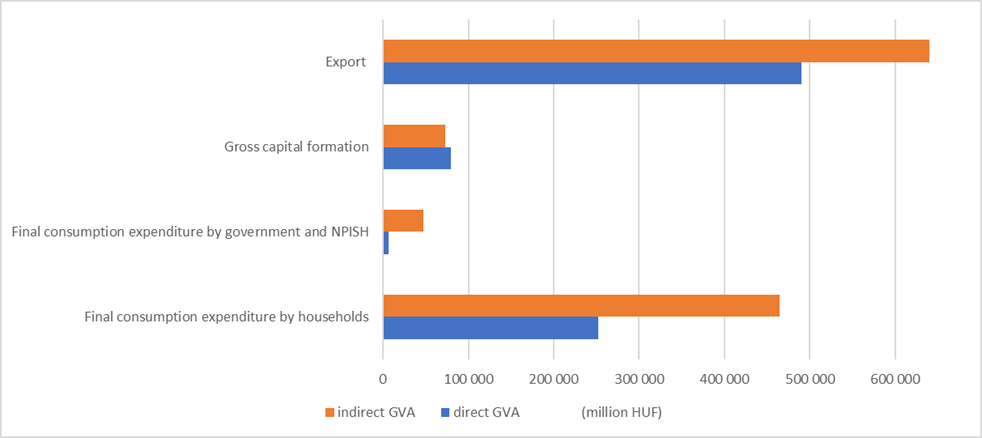 Export
Gross capital formation
Final consumption expenditure by government and NPISH
Final consumption expenditure by households
0 100 000 200 000 300 000 400 000 500 000 600 000
indirect GVA direct GVA (million HUF)